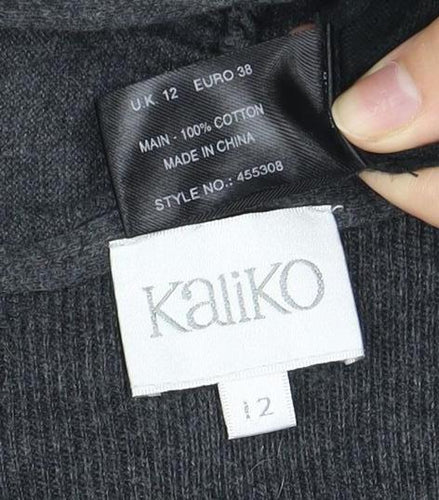 U.K. 12 EURO 38
MAIN - 100% COTTON
MADE IN CHINA
STYLE NO.: 455308
KaliKO
12